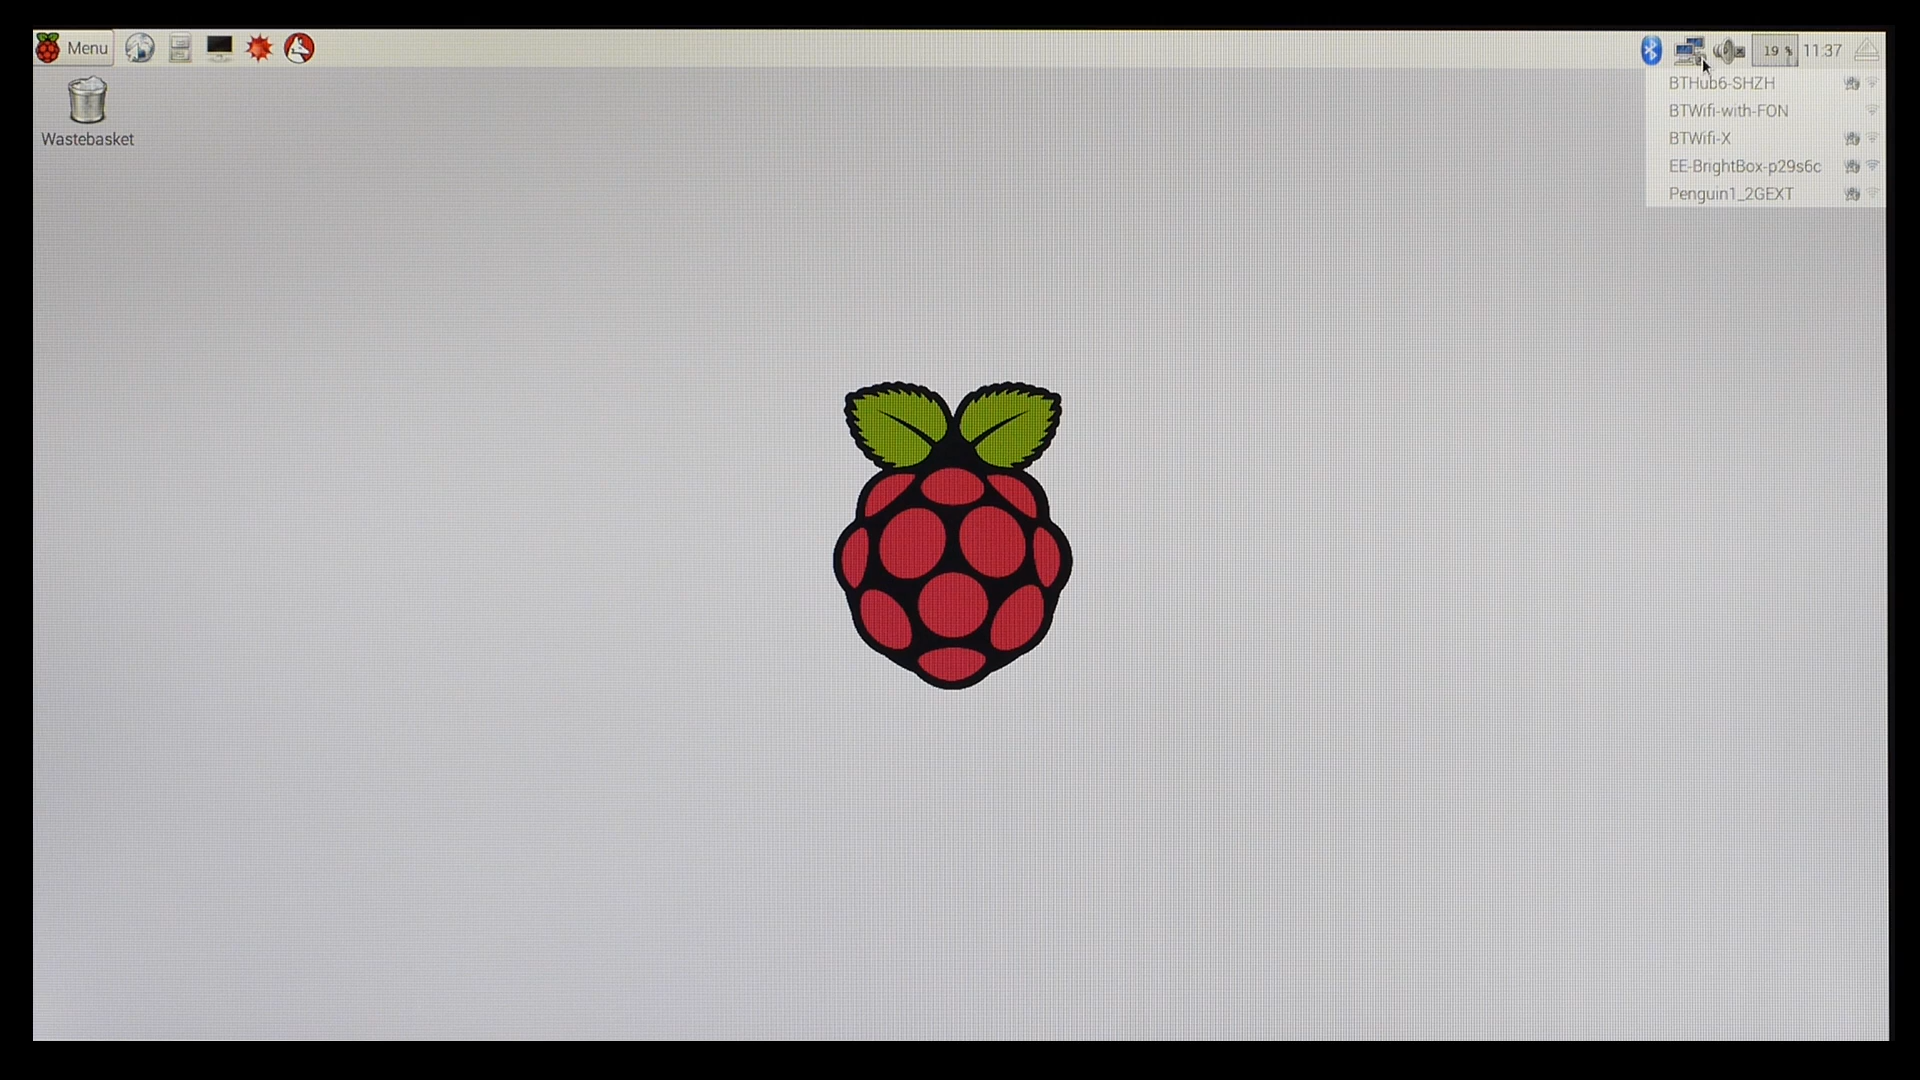 Menu
19 %
11:37
Wastebasket
BTHub6-SHZH
BTWifi-with-FON
BTWifi-X
EE-BrightBox-p29s6c
Penguin1_2GEXT